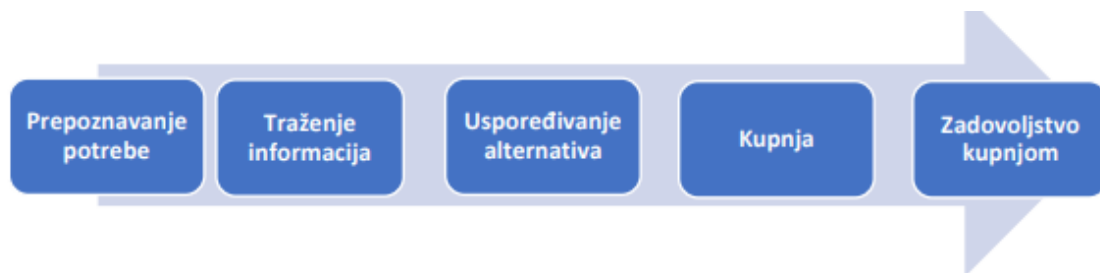 Prepoznavanje
potrebe
Traženje
informacija
Uspoređivanje
alternativa
Kupnja
Zadovoljstvo
kupnjom